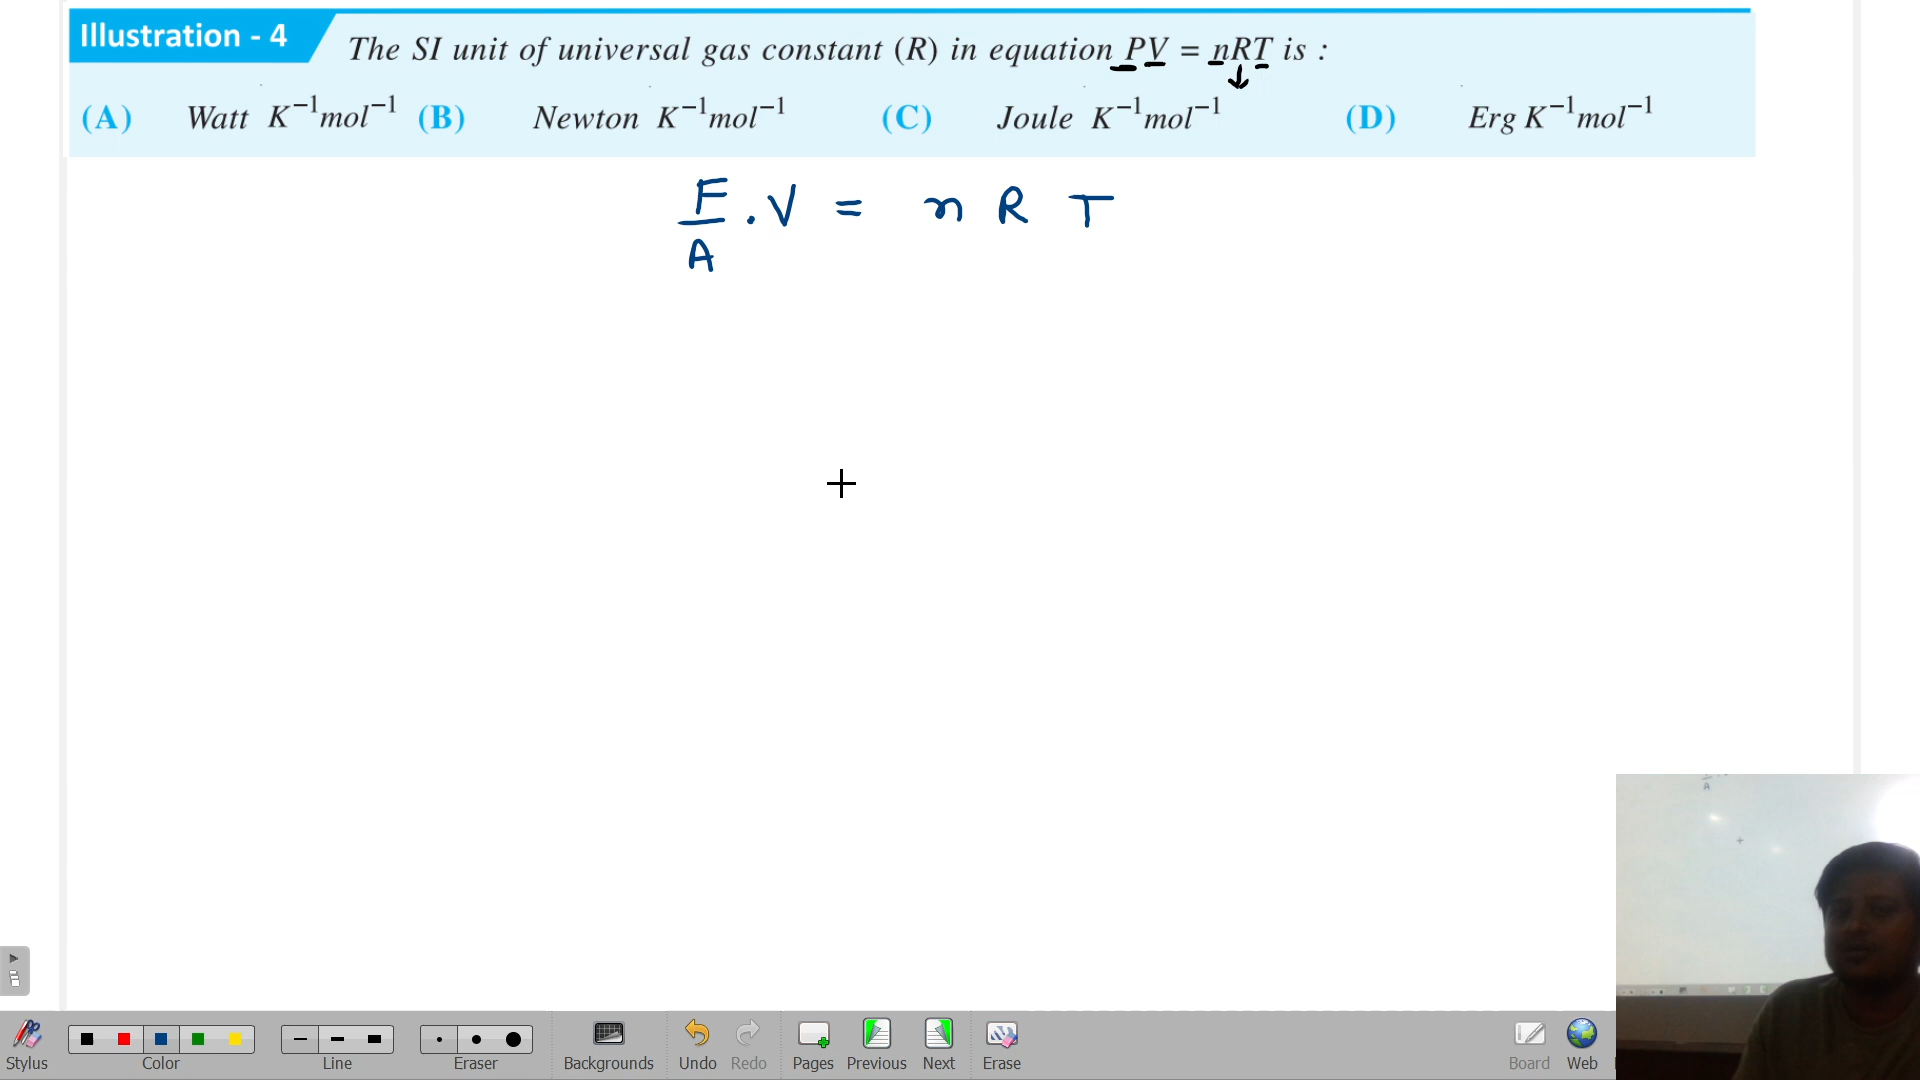 Illustration - 4
The SI unit of universal gas constant (R) in equation PV = nRT is :
(A) Watt K⁻¹mol⁻¹ (B) Newton K⁻¹mol⁻¹ (C) Joule K⁻¹mol⁻¹ (D) Erg K⁻¹mol⁻¹
F/A . V = n R T
Stylus Color Line Eraser Backgrounds Undo Redo Pages Previous Next Erase Board Web